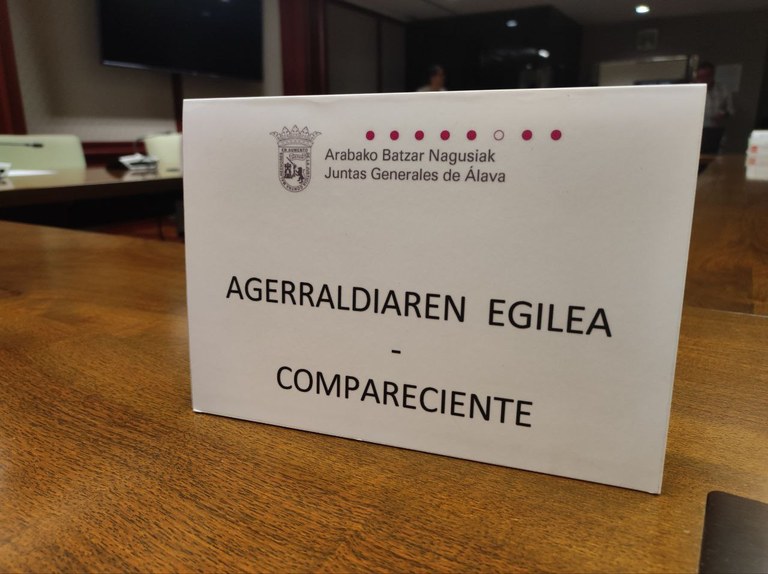 Arabako Batzar Nagusiak
Juntas Generales de Álava
AGERRALDIAREN EGILEA
-
COMPARECIENTE